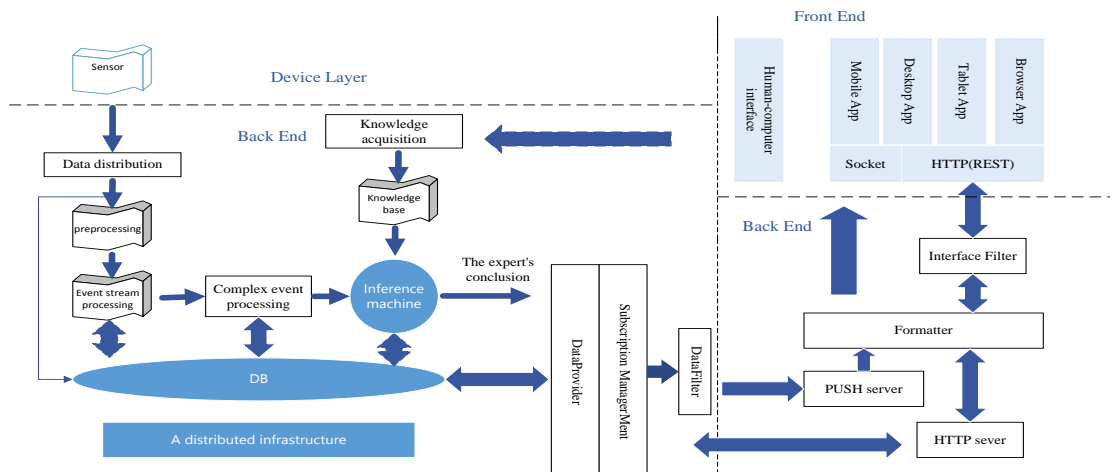 Front End
Sensor
Device Layer
Human-computer
interface
Mobile App
Desktop App
Tablet App
Browser App
Back End
Knowledge
acquisition
Data distribution
Socket
HTTP(REST)
Knowledge
base
preprocessing
Back End
The expert's
conclusion
Interface Filter
Event stream
processing
Complex event
processing
Inference
machine
DataProvider
Subscription ManagerMent
DataFilter
Formatter
DB
PUSH server
A distributed infrastructure
HTTP sever